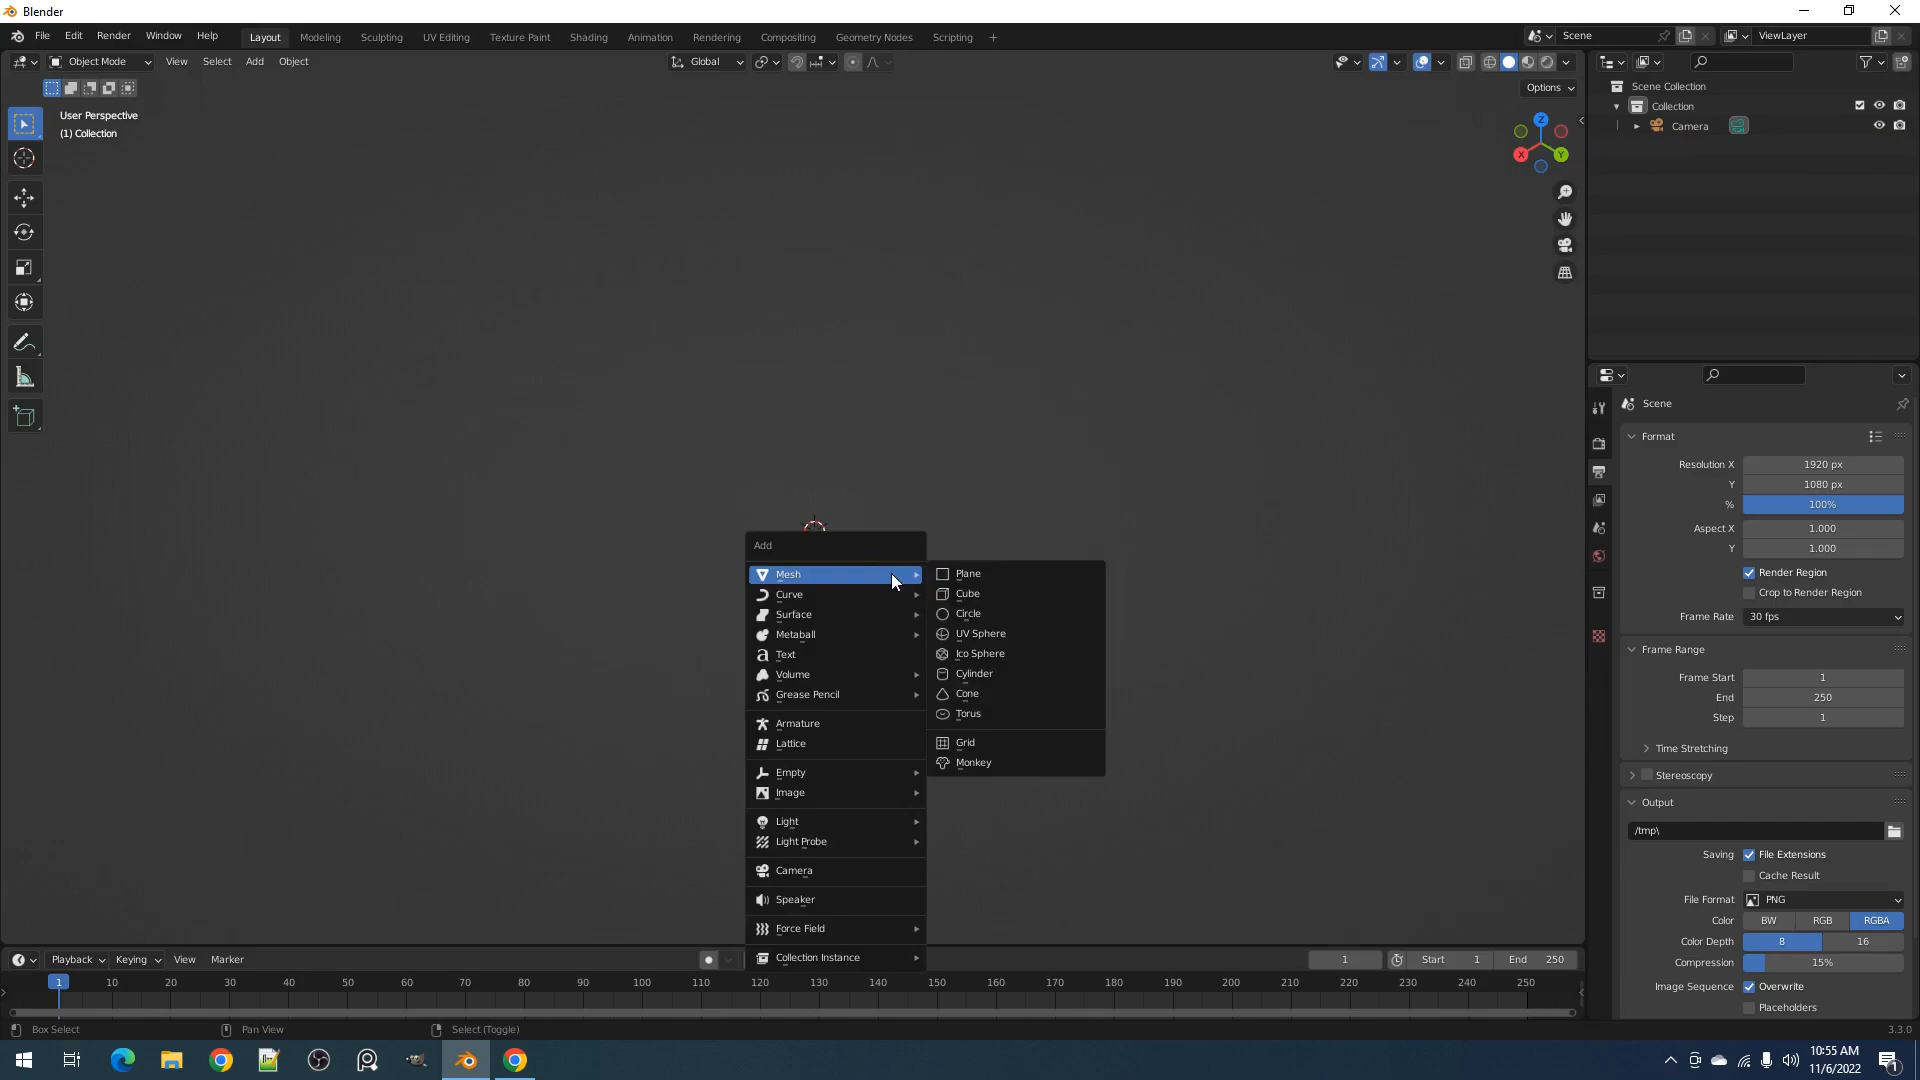 Blender
File Edit Render Window Help Layout Modeling Sculpting UV Editing Texture Paint Shading Animation Rendering Compositing Geometry Nodes Scripting + Scene ViewLayer
Object Mode View Select Add Object Global
Options
User Perspective
(1) Collection
Z
X Y
Scene Collection
Collection
Camera
Add
Mesh
Curve
Surface
Metaball
Text
Volume
Grease Pencil
Armature
Lattice
Empty
Image
Light
Light Probe
Camera
Speaker
Force Field
Collection Instance
Plane
Cube
Circle
UV Sphere
Ico Sphere
Cylinder
Cone
Torus
Grid
Monkey
Scene
Format
Resolution X 1920 px
Y 1080 px
% 100%
Aspect X 1.000
Y 1.000
Render Region
Crop to Render Region
Frame Rate 30 fps
Frame Range
Frame Start 1
End 250
Step 1
Time Stretching
Stereoscopy
Output
/tmp\
Saving File Extensions
Cache Result
File Format PNG
Color BW RGB RGBA
Color Depth 8 16
Compression 15%
Image Sequence Overwrite
Placeholders
Playback Keying View Marker 1 Start 1 End 250
1 10 20 30 40 50 60 70 80 90 100 110 120 130 140 150 160 170 180 190 200 210 220 230 240 250
Box Select Pan View Select (Toggle) 3.3.0
10:55 AM
11/6/2022
1